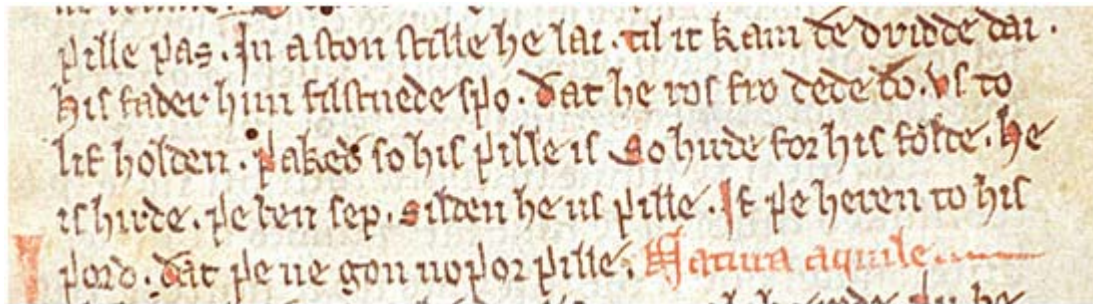 ƿille ƿas. In a ston stille he lai. til it kam ðe dridde dai.
His fader him filstnede sƿo. ðat he ros fro dede ðo. Vs to
lif holden. ƿakeð so his ƿille is So hirde for his folde. He
is hirde. ƿe ben sep. silden he us ƿille. If ƿe heren to his
ƿord. ðat ƿe ne gon noƿor ƿille. Natura aquile